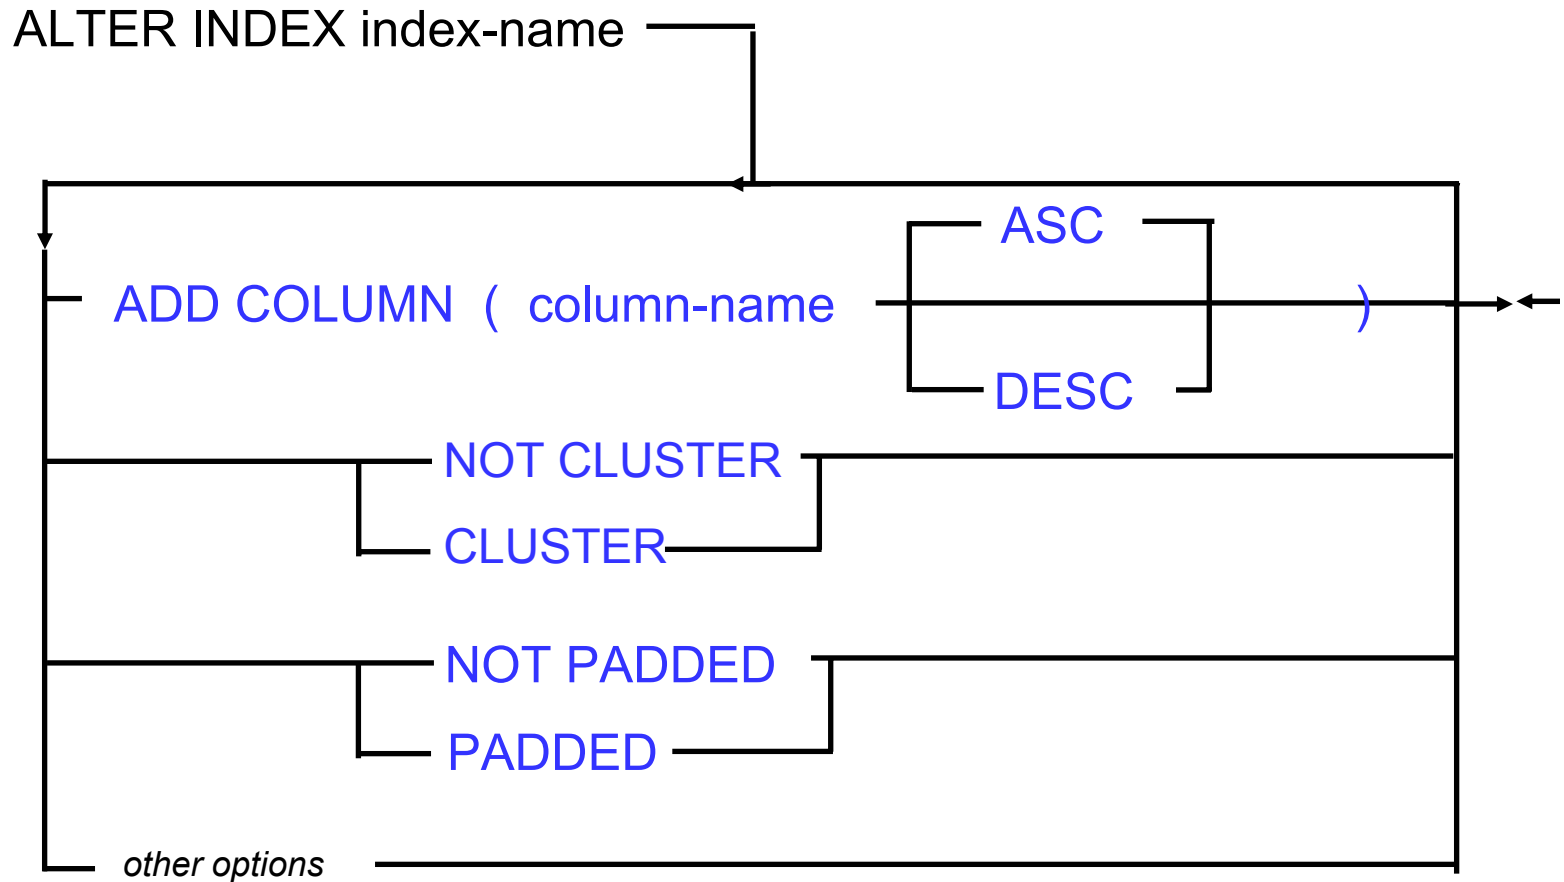 ALTER INDEX index-name
ASC
ADD COLUMN ( column-name )
DESC
NOT CLUSTER
CLUSTER
NOT PADDED
PADDED
other options